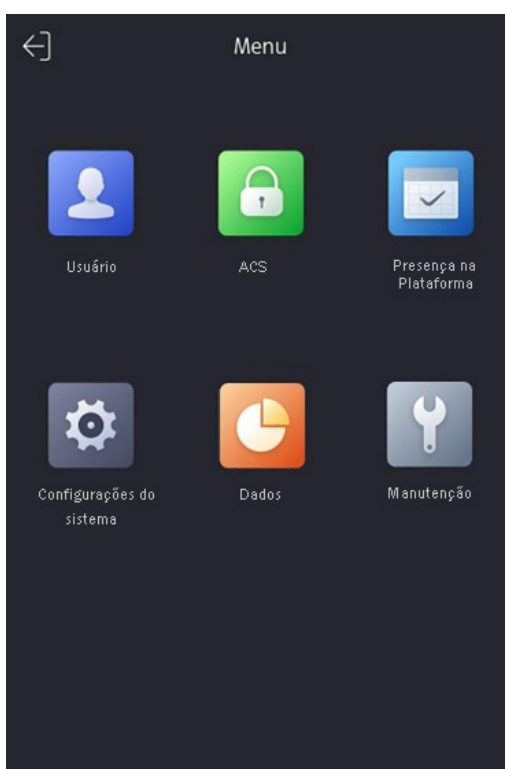 Menu
Usuário
ACS
Presença na
Plataforma
Configurações do
sistema
Dados
Manutenção